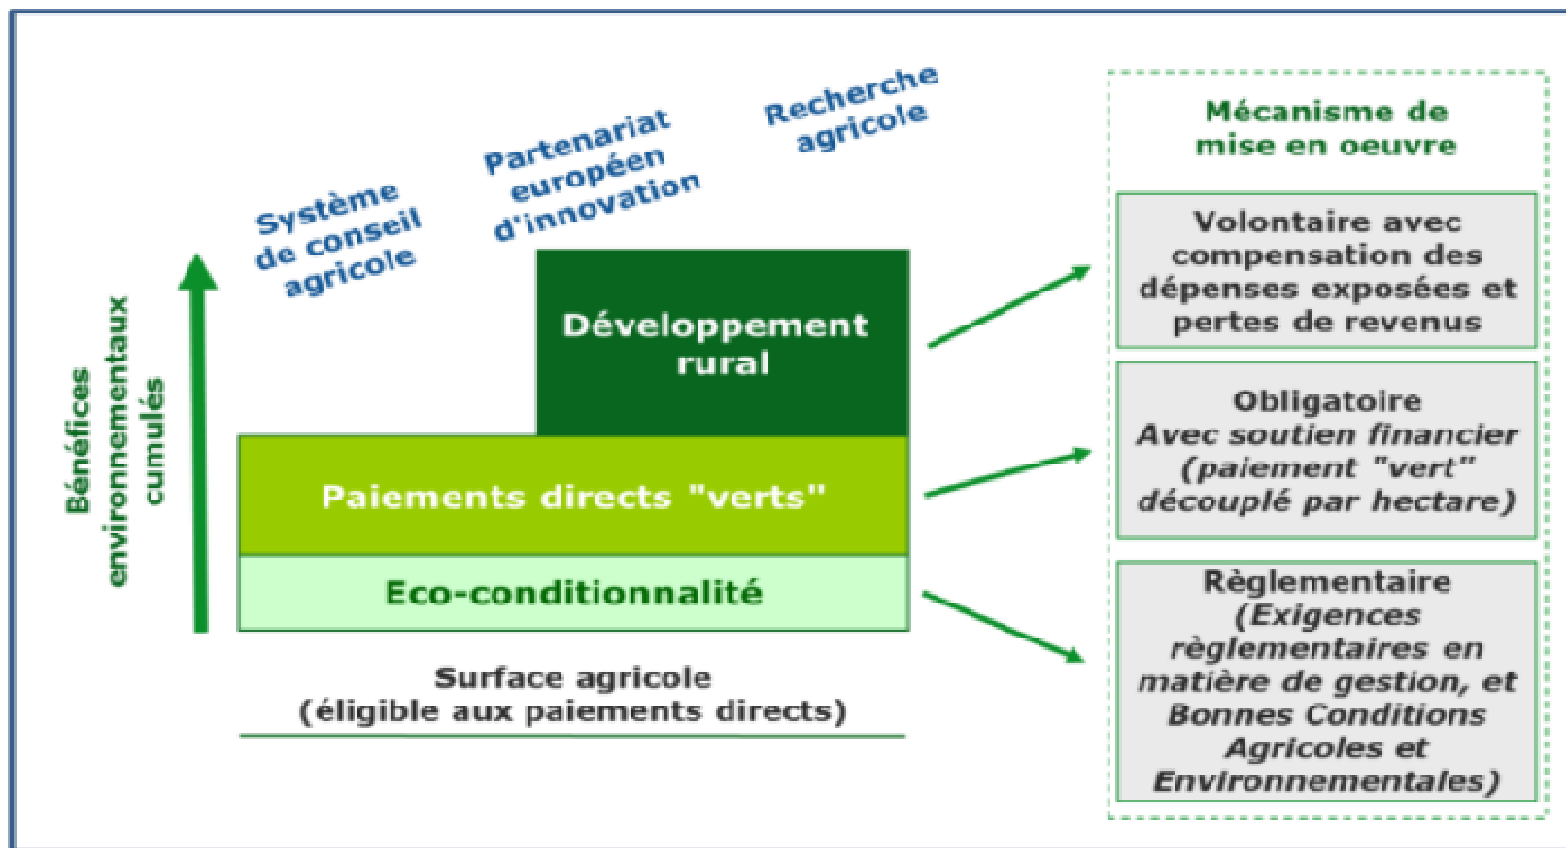 Système
de conseil
agricole
Partenariat
européen
d'innovation
Recherche
agricole
Bénéfices
environnementaux
cumulés
Développement
rural
Paiements directs "verts"
Eco-conditionnalité
Surface agricole
(éligible aux paiements directs)
Mécanisme de
mise en oeuvre
Volontaire avec
compensation des
dépenses exposées et
pertes de revenus
Obligatoire
Avec soutien financier
(paiement "vert"
découplé par hectare)
Règlementaire
(Exigences
règlementaires en
matière de gestion, et
Bonnes Conditions
Agricoles et
Environnementales)